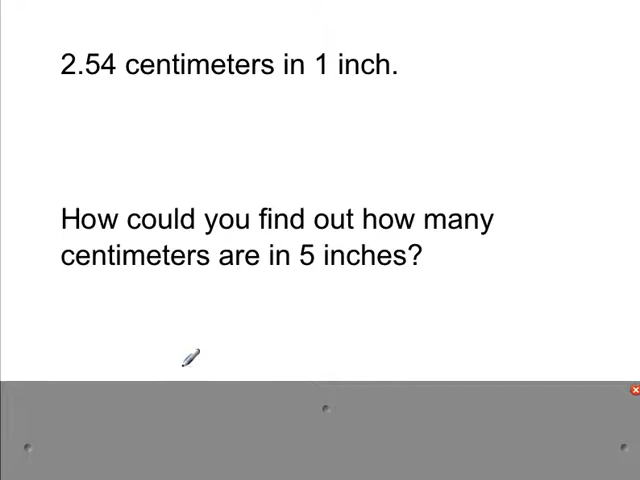 2.54 centimeters in 1 inch.
How could you find out how many
centimeters are in 5 inches?